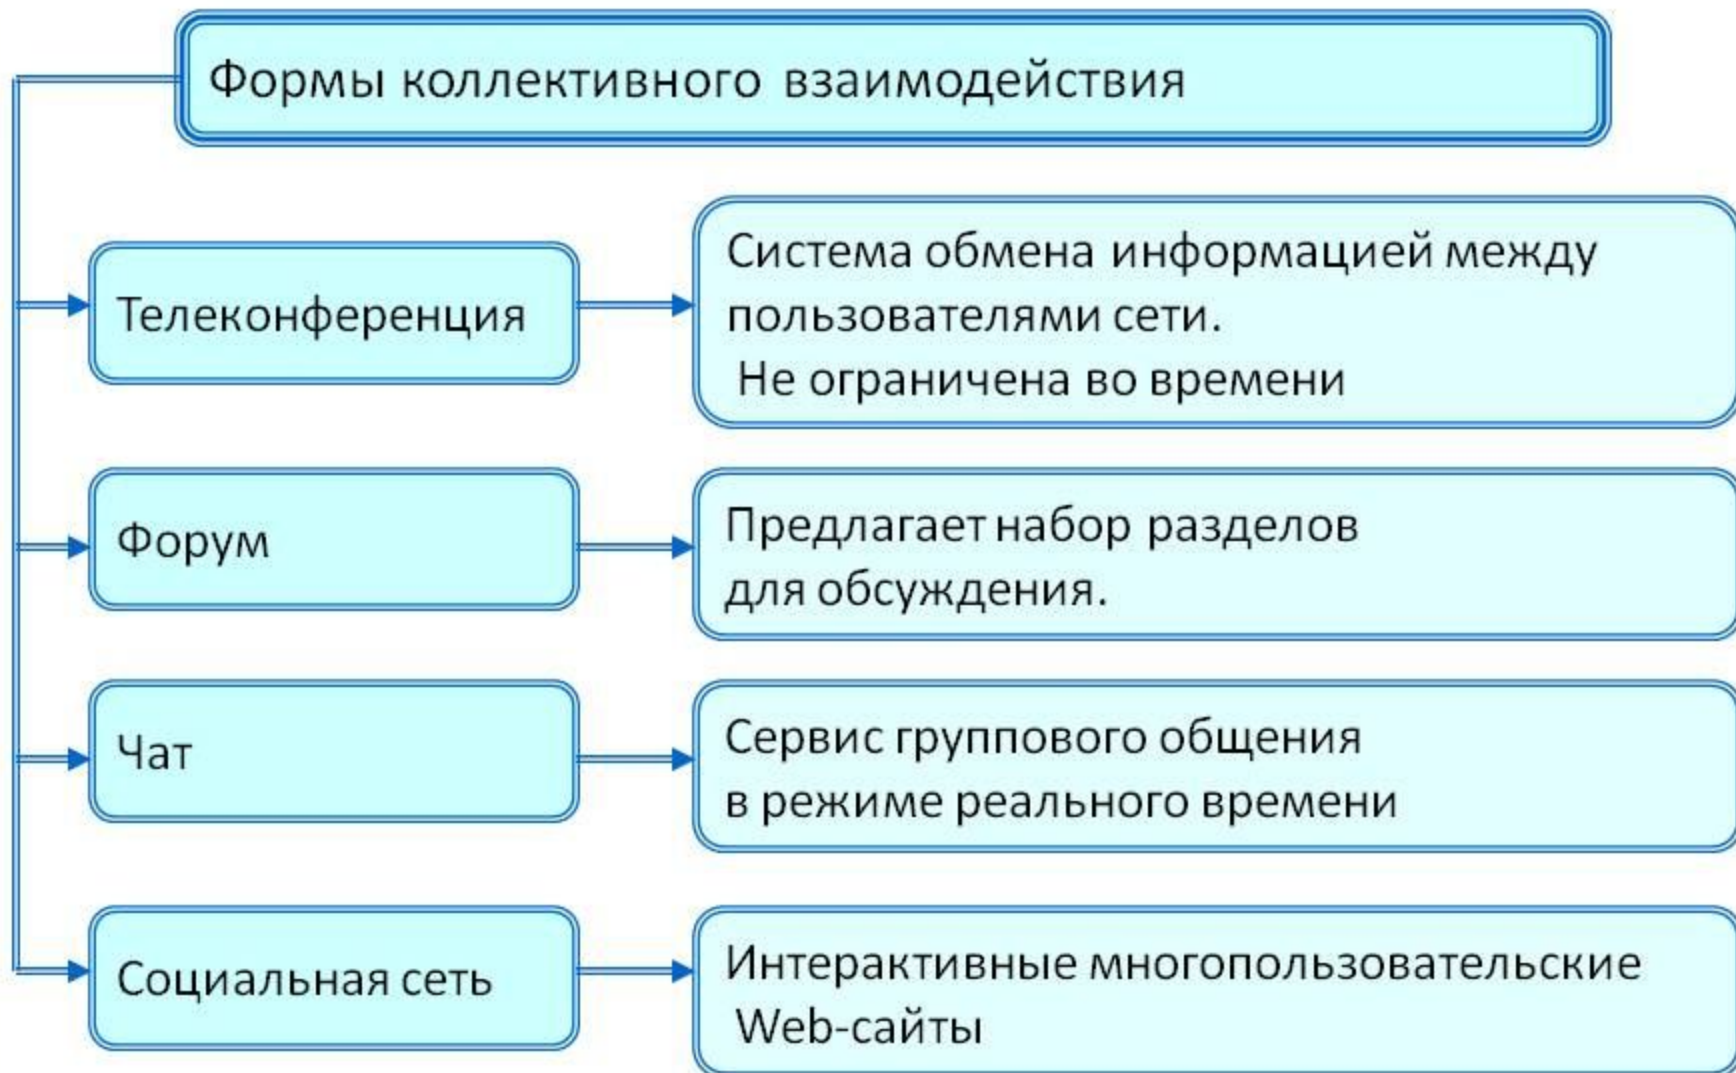 Формы коллективного взаимодействия
Телеконференция
Система обмена информацией между
пользователями сети.
Не ограничена во времени
Форум
Предлагает набор разделов
для обсуждения.
Чат
Сервис группового общения
в режиме реального времени
Социальная сеть
Интерактивные многопользовательские
Web-сайты